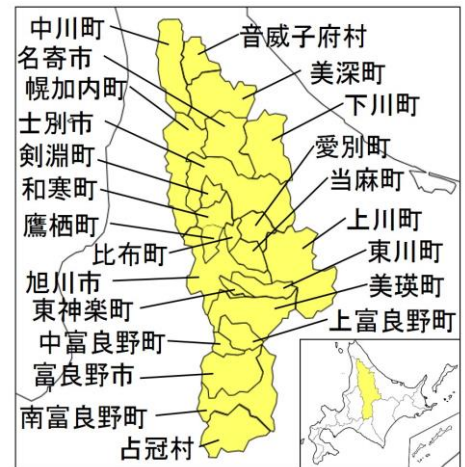 中川町
音威子府村
名寄市
美深町
幌加内町
下川町
士別市
愛別町
剣淵町
当麻町
和寒町
上川町
鷹栖町
東川町
比布町
旭川市
美瑛町
東神楽町
上富良野町
中富良野町
富良野市
南富良野町
占冠村